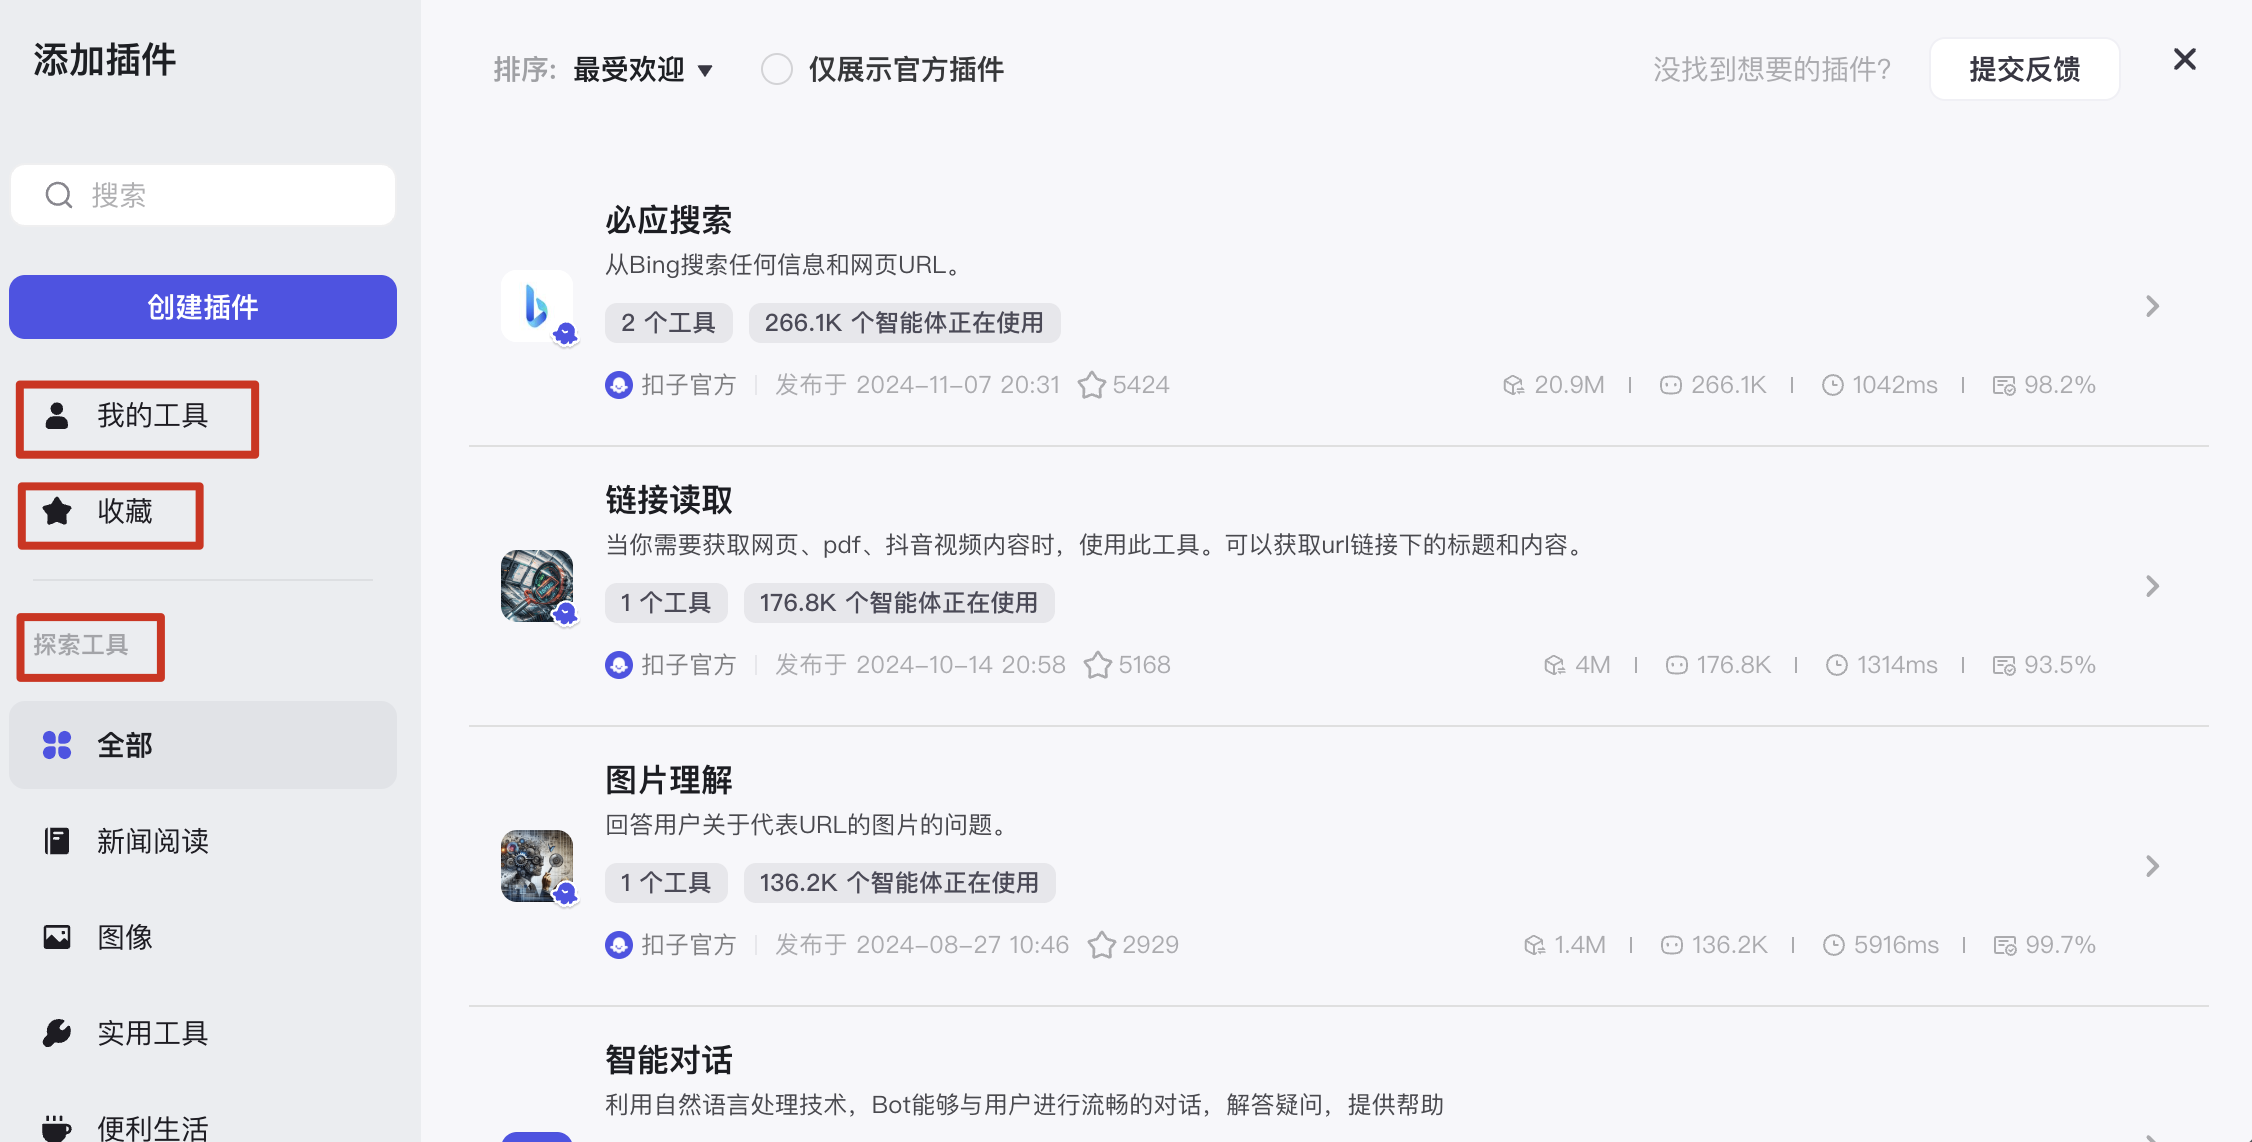 添加插件
搜索
创建插件
我的工具
收藏
探索工具
全部
新闻阅读
图像
实用工具
便利生活
排序: 最受欢迎 仅展示官方插件 没找到想要的插件? 提交反馈
必应搜索
从Bing搜索任何信息和网页URL。
2 个工具 266.1K 个智能体正在使用
扣子官方 发布于 2024-11-07 20:31 5424 20.9M 266.1K 1042ms 98.2%
链接读取
当你需要获取网页、pdf、抖音视频内容时，使用此工具。可以获取url链接下的标题和内容。
1 个工具 176.8K 个智能体正在使用
扣子官方 发布于 2024-10-14 20:58 5168 4M 176.8K 1314ms 93.5%
图片理解
回答用户关于代表URL的图片的问题。
1 个工具 136.2K 个智能体正在使用
扣子官方 发布于 2024-08-27 10:46 2929 1.4M 136.2K 5916ms 99.7%
智能对话
利用自然语言处理技术，Bot能够与用户进行流畅的对话，解答疑问，提供帮助